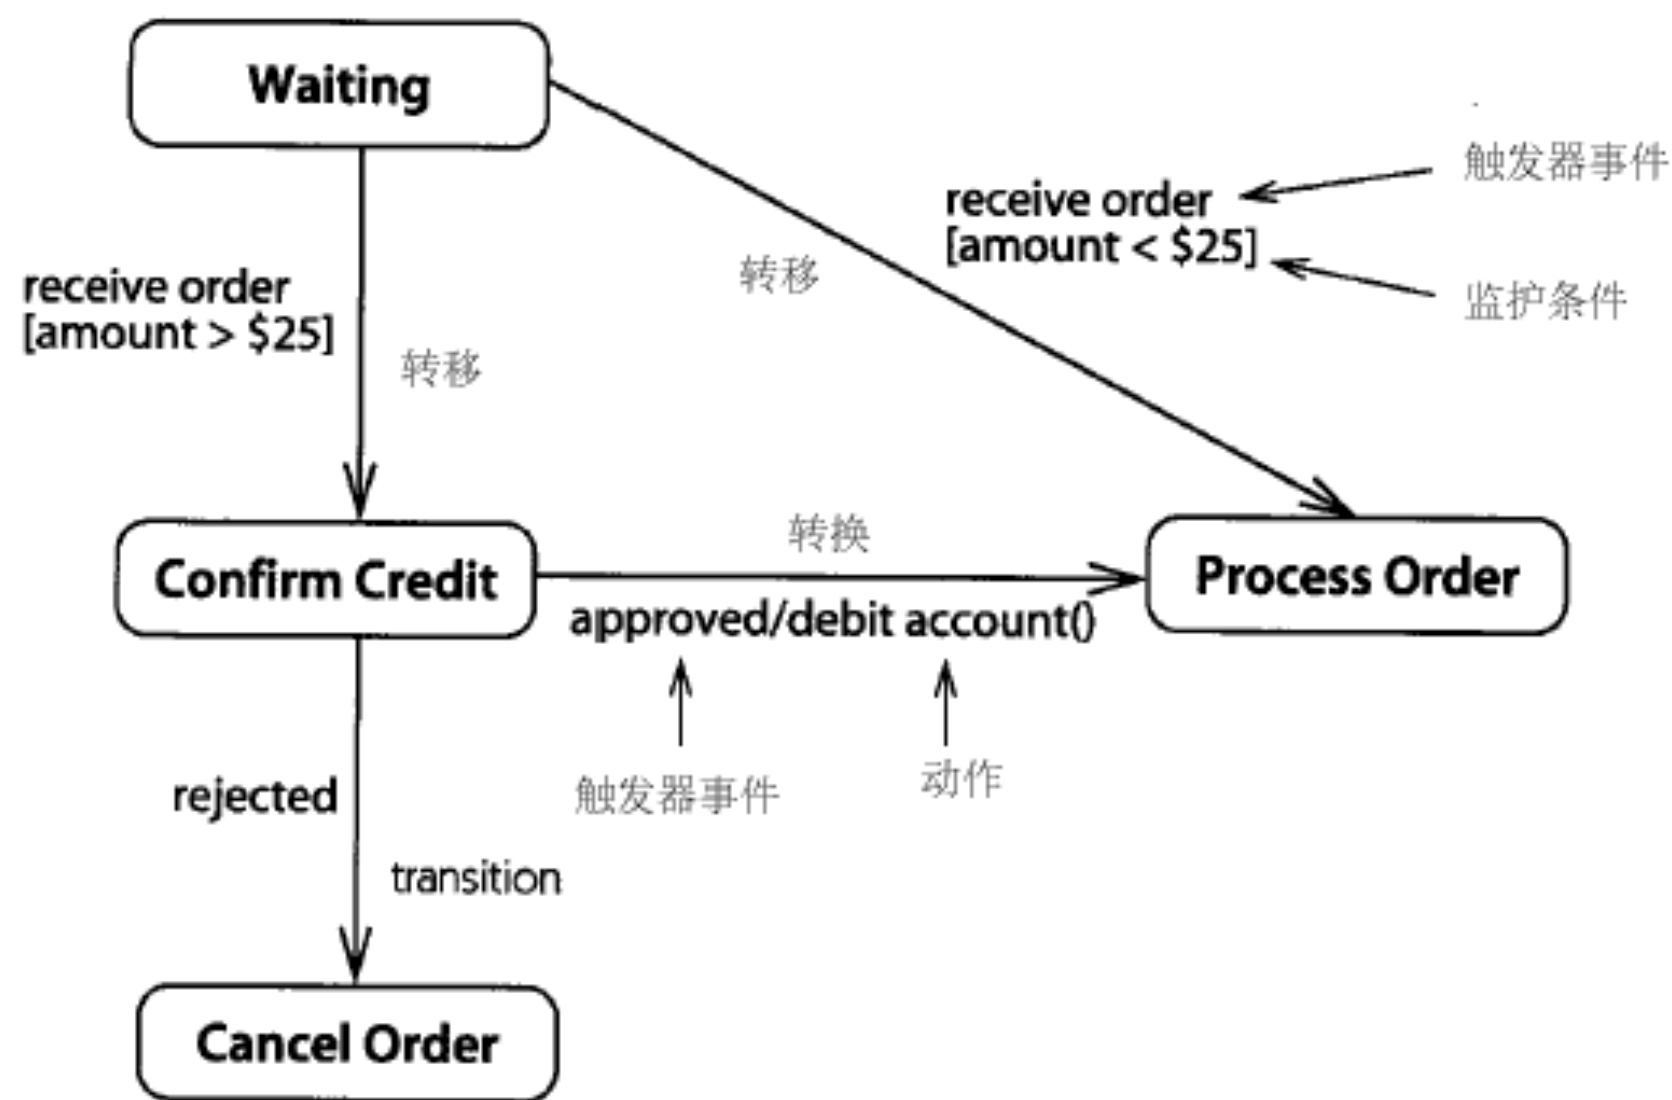 Waiting
触发器事件
receive order
[amount < $25]
监护条件
转移
receive order
[amount > $25]
转移
转换
Confirm Credit
Process Order
approved/debit account()
触发器事件
动作
rejected
transition
Cancel Order